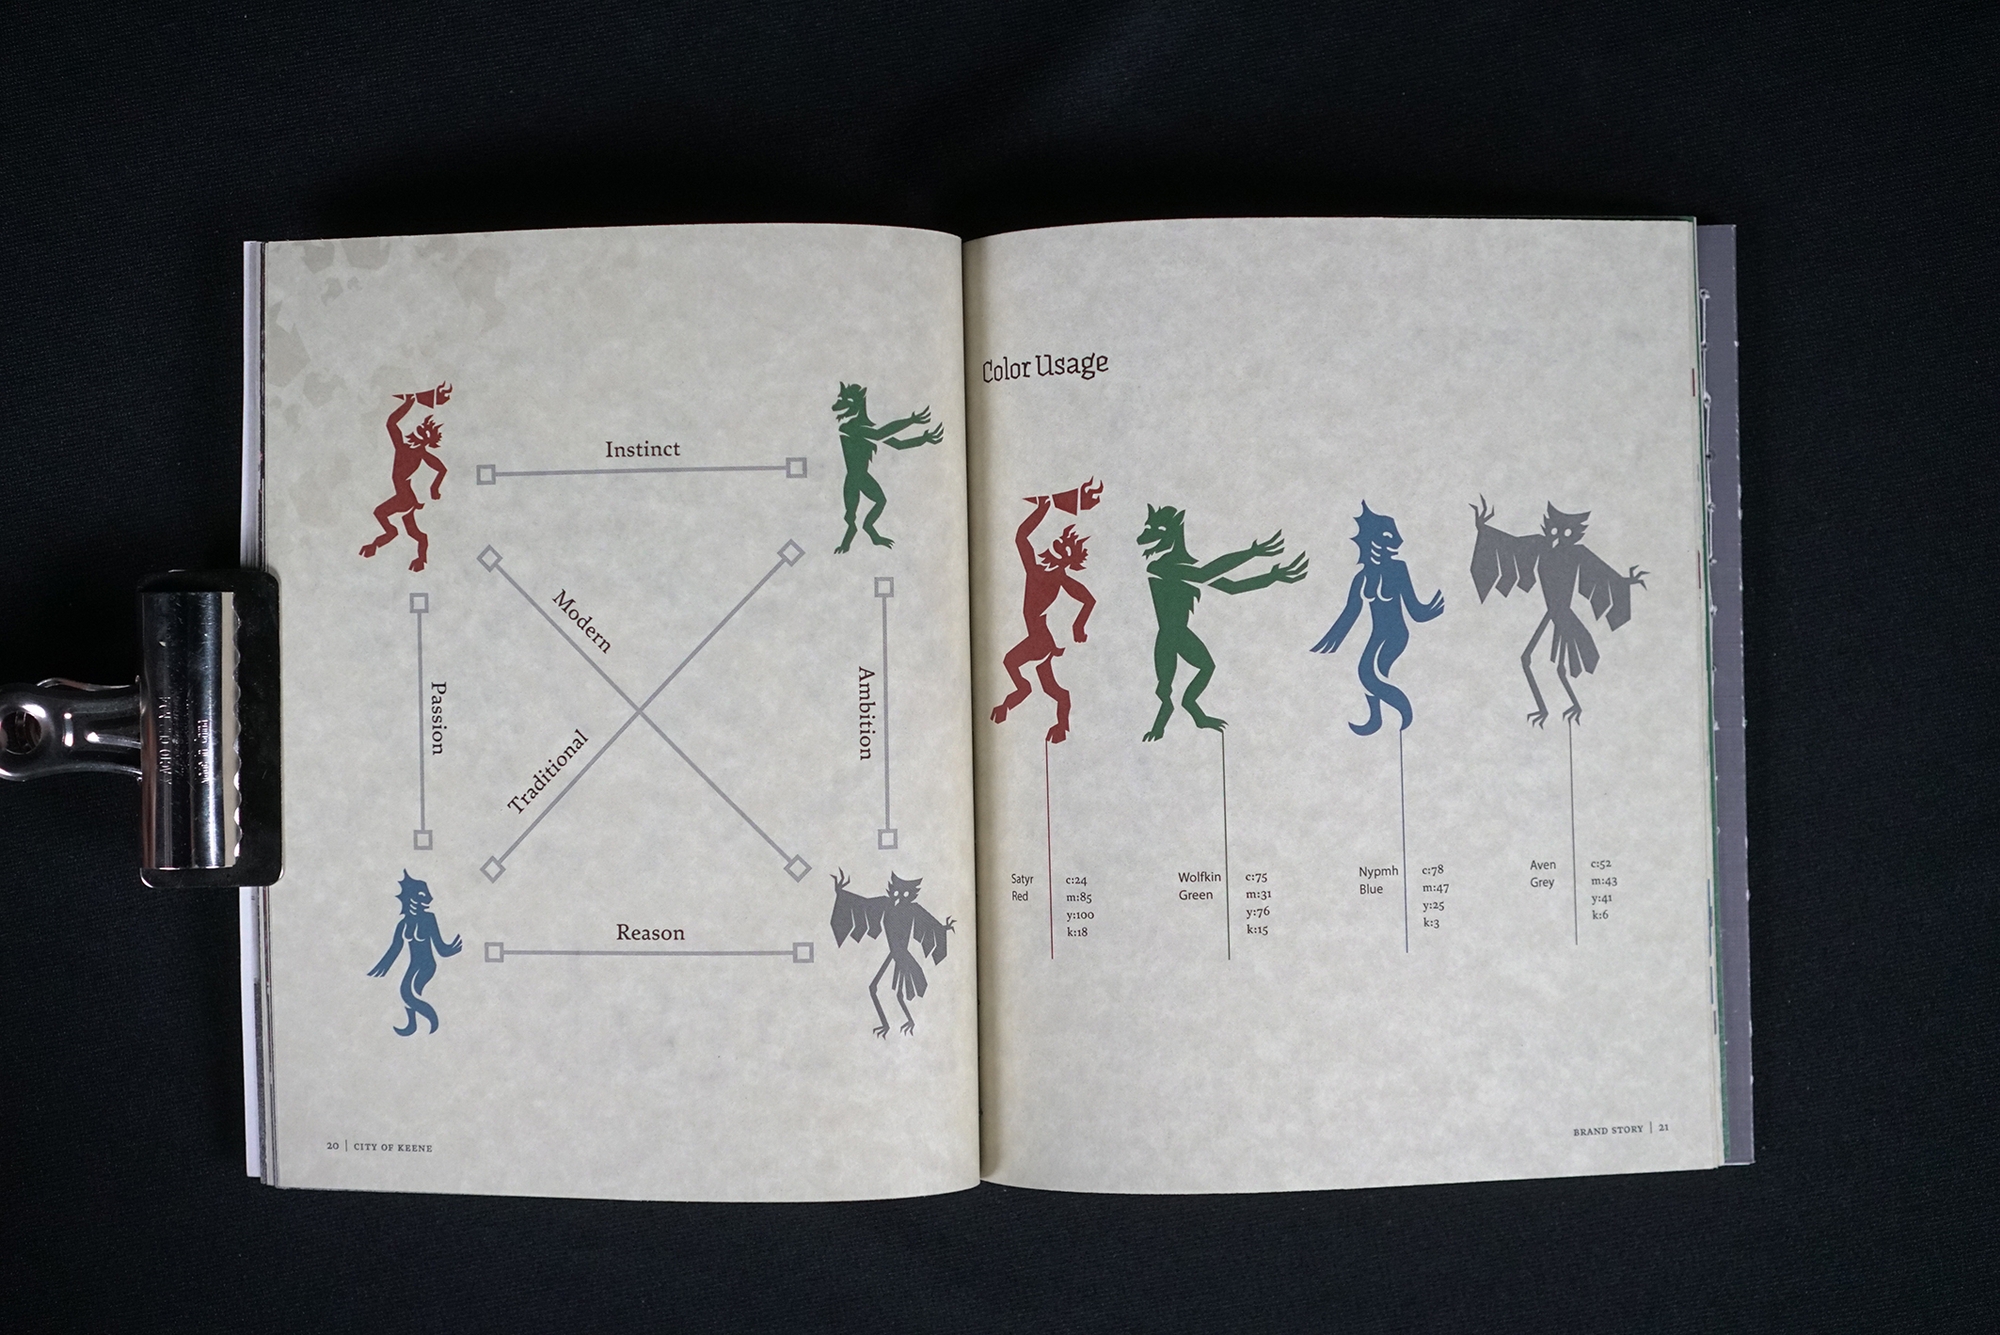 Instinct
Modern
Passion
Ambition
Traditional
Reason
20 | CITY OF KEENE
Color Usage
Satyr
Red
c:24
m:85
y:100
k:18
Wolfkin
Green
c:75
m:31
y:76
k:15
Nypmh
Blue
c:78
m:47
y:25
k:3
Aven
Grey
c:52
m:43
y:41
k:6
BRAND STORY | 21